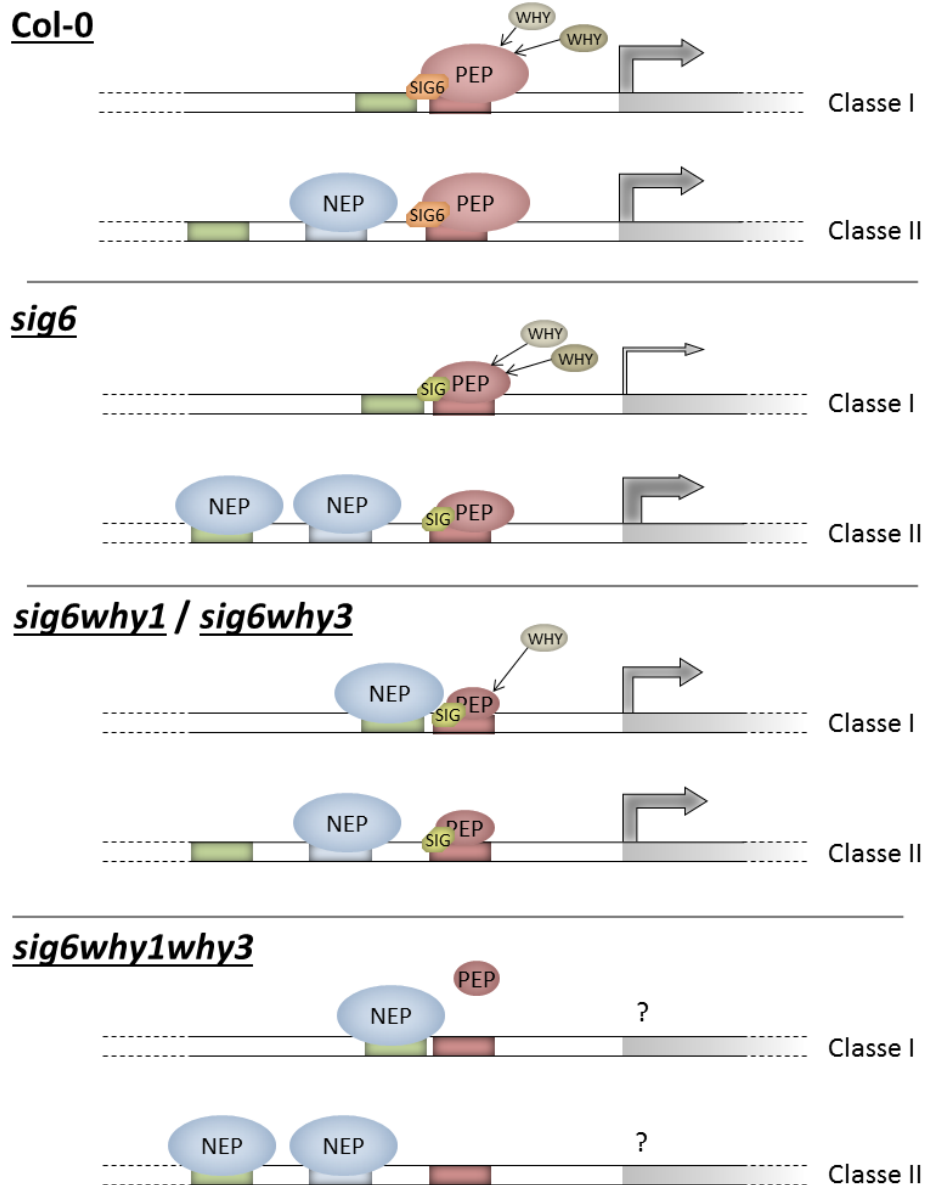 Col-0
WHY
WHY
PEP
SIG6
Classe I
NEP
PEP
SIG6
Classe II
sig6
WHY
WHY
PEP
SIG
Classe I
NEP
NEP
PEP
SIG
Classe II
sig6why1 / sig6why3
WHY
NEP
PEP
SIG
Classe I
NEP
PEP
SIG
Classe II
sig6why1why3
PEP
NEP
?
Classe I
NEP
NEP
?
Classe II